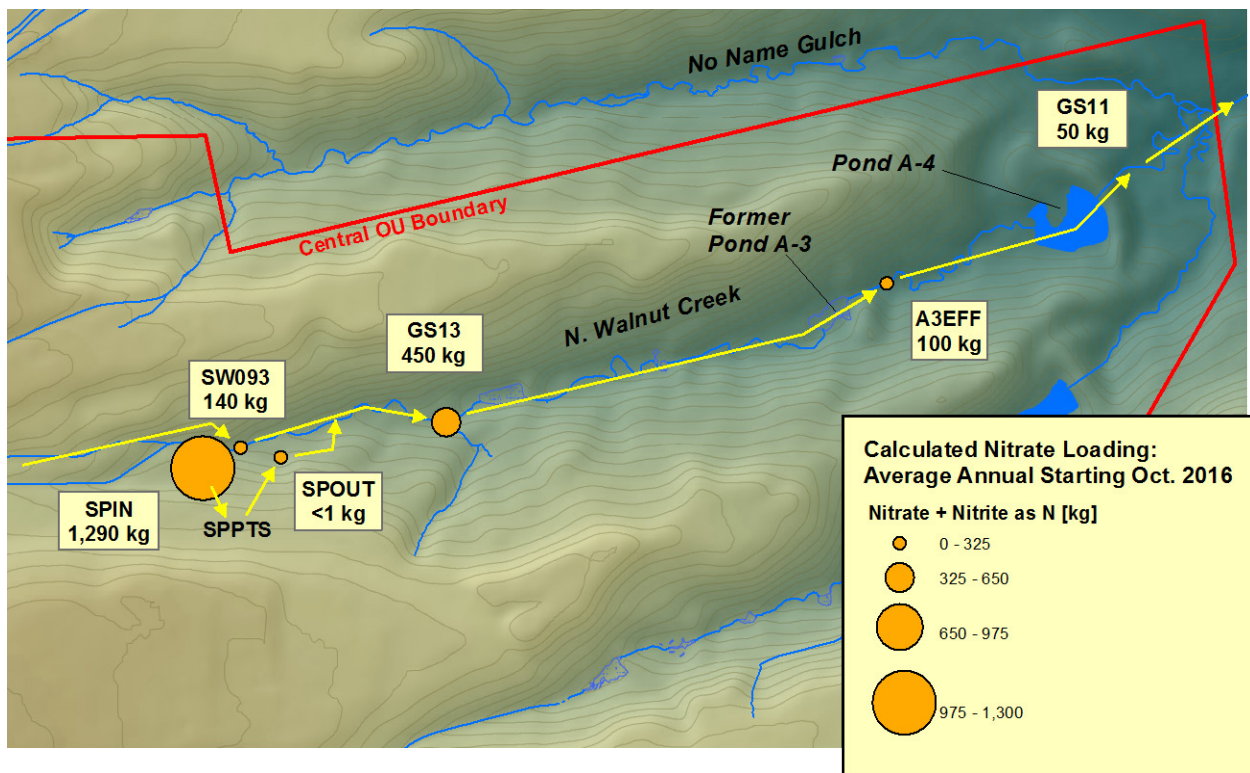 No Name Gulch
GS11
50 kg
Pond A-4
Central OU Boundary
Former
Pond A-3
N. Walnut Creek
A3EFF
100 kg
GS13
450 kg
SW093
140 kg
SPOUT
<1 kg
SPIN
1,290 kg
SPPTS
Calculated Nitrate Loading:
Average Annual Starting Oct. 2016
Nitrate + Nitrite as N [kg]
0 - 325
325 - 650
650 - 975
975 - 1,300